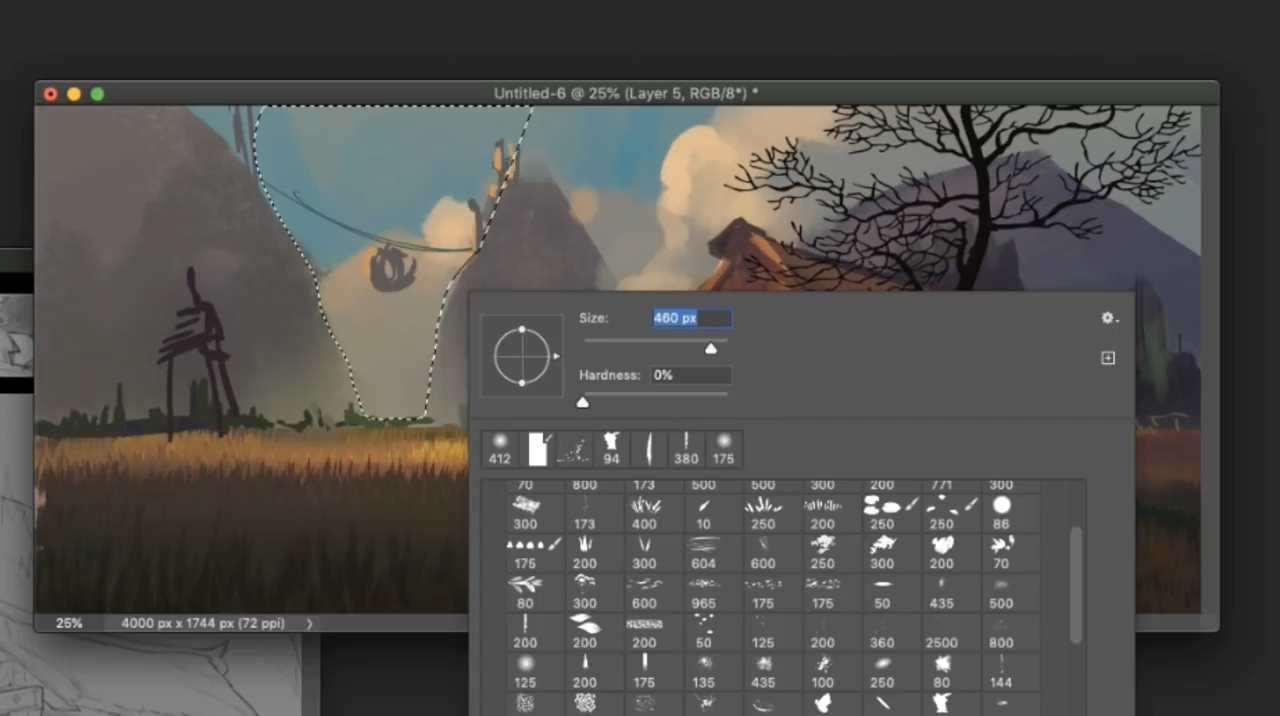 Untitled-6 @ 25% (Layer 5, RGB/8*) *
Size: 460 px
Hardness: 0%
412 94 380 175
70 800 173 500 500 300 200 771 300
300 173 400 10 250 200 250 250 86
175 200 300 604 600 250 300 200 70
80 300 600 965 175 175 50 435 500
200 200 200 50 125 200 360 2500 800
125 200 175 135 435 100 250 80 144
25% 4000 px x 1744 px (72 ppi)